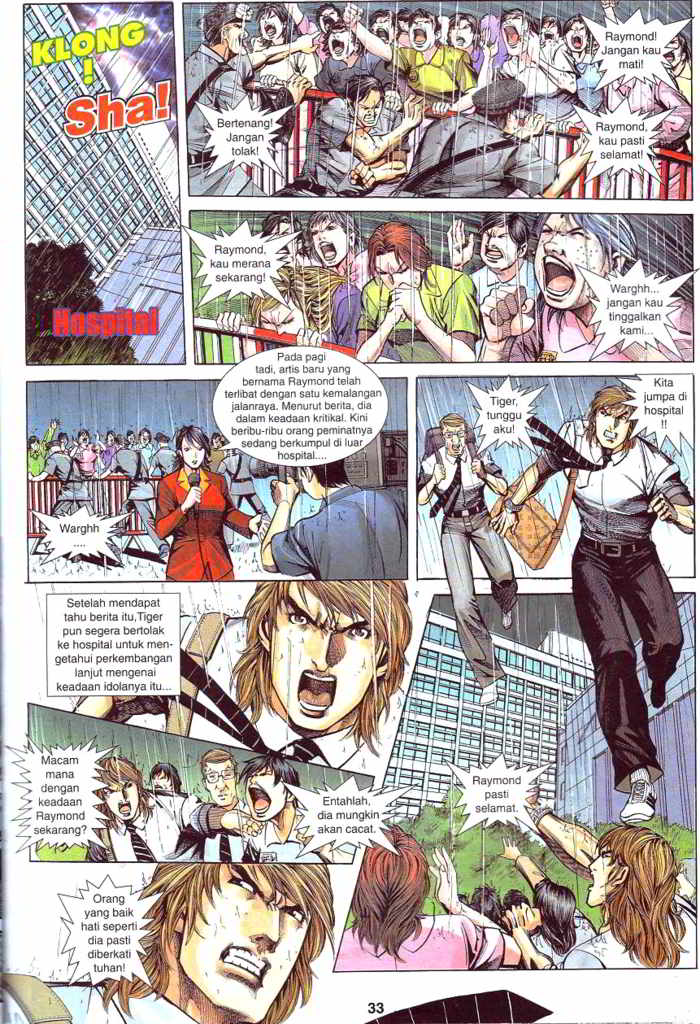 KLONG
!
Sha!
Hospital
Bertenang!
Jangan
tolak!
Raymond!
Jangan kau
mati!
Raymond,
kau pasti
selamat!
Raymond,
kau merana
sekarang!
Warghh...
jangan kau
tinggalkan
kami...
Pada pagi
tadi, artis baru yang
bernama Raymond telah
terlibat dengan satu kemalangan
jalanraya. Menurut berita, dia
dalam keadaan kritikal. Kini
beribu-ribu orang peminatnya
sedang berkumpul di luar
hospital....
Warghh
....
Tiger,
tunggu
aku!
Kita
jumpa di
hospital
!!
Setelah mendapat
tahu berita itu,Tiger
pun segera bertolak
ke hospital untuk men-
getahui perkembangan
lanjut mengenai
keadaan idolanya itu...
Macam
mana
dengan
keadaan
Raymond
sekarang?
Entahlah,
dia mungkin
akan cacat.
Raymond pasti
selamat.
Orang
yang baik
hati seperti
dia pasti
diberkati
tuhan!
33